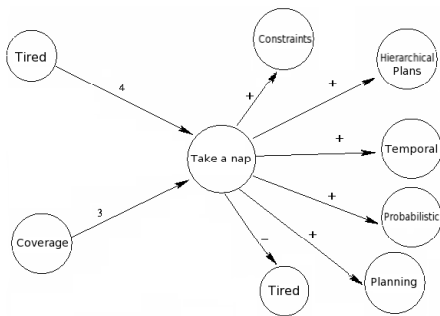 Constraints
Tired
Hierarchical
Plans
4
+
+
+
Take a nap
Temporal
3
+
Probabilistic
Coverage
−
+
Tired
Planning